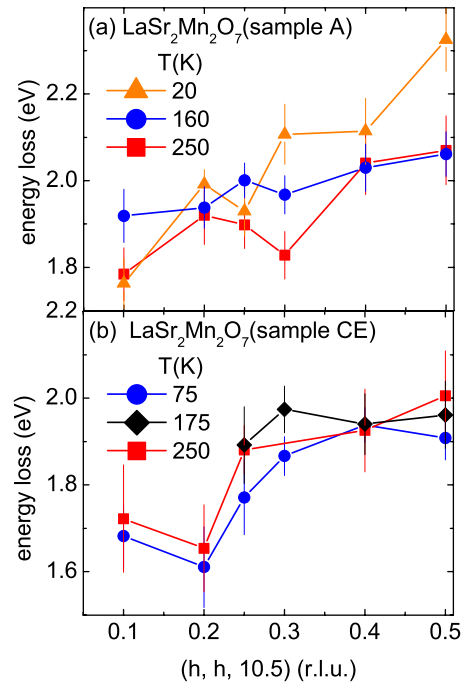 (a) LaSr₂Mn₂O₇(sample A)
T(K)
20
160
250
2.2
2.0
1.8
energy loss (eV)
2.2
(b) LaSr₂Mn₂O₇(sample CE)
T(K)
75
175
250
2.0
1.8
1.6
energy loss (eV)
0.1 0.2 0.3 0.4 0.5
(h, h, 10.5) (r.l.u.)